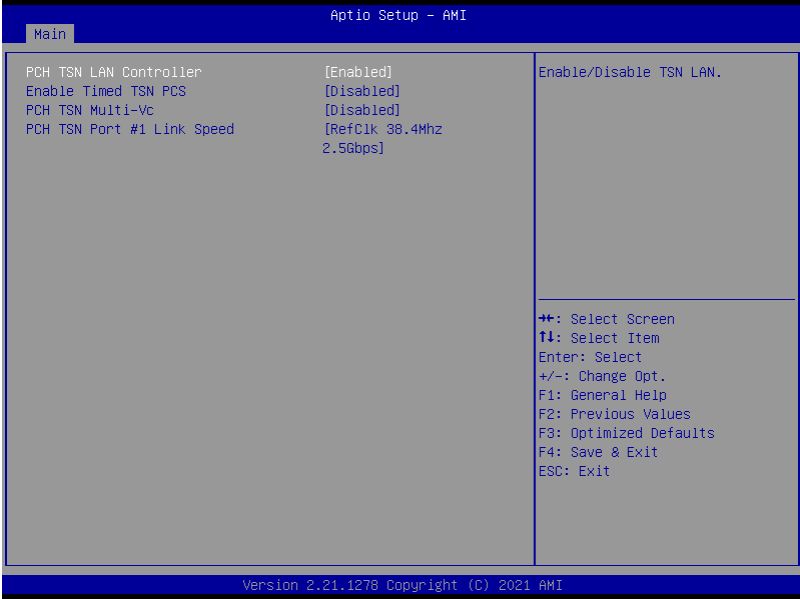 Aptio Setup - AMI
Main
PCH TSN LAN Controller [Enabled]
Enable Timed TSN PCS [Disabled]
PCH TSN Multi-Vc [Disabled]
PCH TSN Port #1 Link Speed [RefClk 38.4Mhz
2.5Gbps]
Enable/Disable TSN LAN.
→←: Select Screen
↑↓: Select Item
Enter: Select
+/-: Change Opt.
F1: General Help
F2: Previous Values
F3: Optimized Defaults
F4: Save & Exit
ESC: Exit
Version 2.21.1278 Copyright (C) 2021 AMI